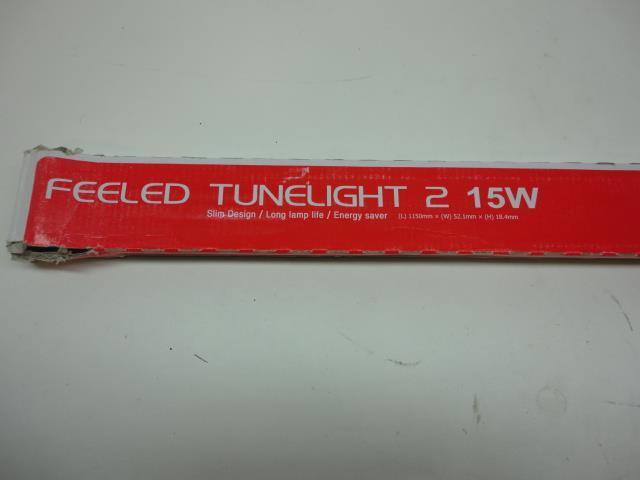 FEELED TUNELIGHT 2 15W
Slim Design / Long lamp life / Energy saver (L) 1150mm × (W) 52.1mm × (H) 18.4mm